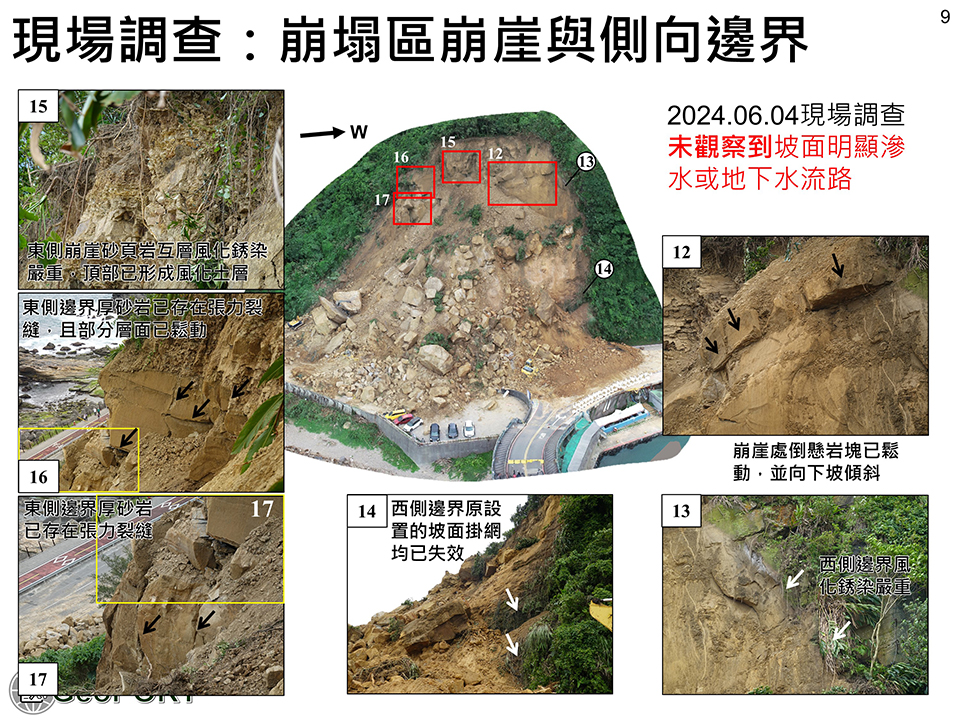 9
現場調查：崩塌區崩崖與側向邊界
15
東側崩崖砂頁岩互層風化銹染
嚴重，頂部已形成風化土層
東側邊界厚砂岩已存在張力裂
縫，且部分層面已鬆動
16
東側邊界厚砂岩
已存在張力裂縫
17
17
W
15
16
12
13
17
14
2024.06.04現場調查
未觀察到坡面明顯滲
水或地下水流路
12
崩崖處倒懸岩塊已鬆
動，並向下坡傾斜
14
西側邊界原設
置的坡面掛網
均已失效
13
西側邊界風
化銹染嚴重